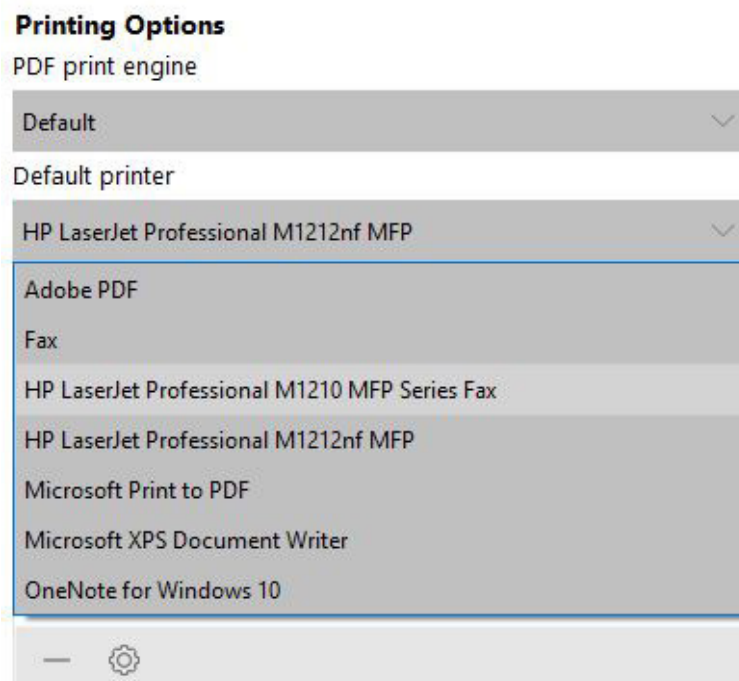 Printing Options
PDF print engine
Default
Default printer
HP LaserJet Professional M1212nf MFP
Adobe PDF
Fax
HP LaserJet Professional M1210 MFP Series Fax
HP LaserJet Professional M1212nf MFP
Microsoft Print to PDF
Microsoft XPS Document Writer
OneNote for Windows 10